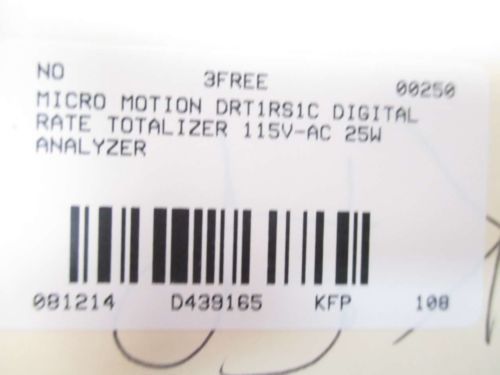 NO 3FREE 00250
MICRO MOTION DRT1RS1C DIGITAL
RATE TOTALIZER 115V-AC 25W
ANALYZER
081214 D439165 KFP 108